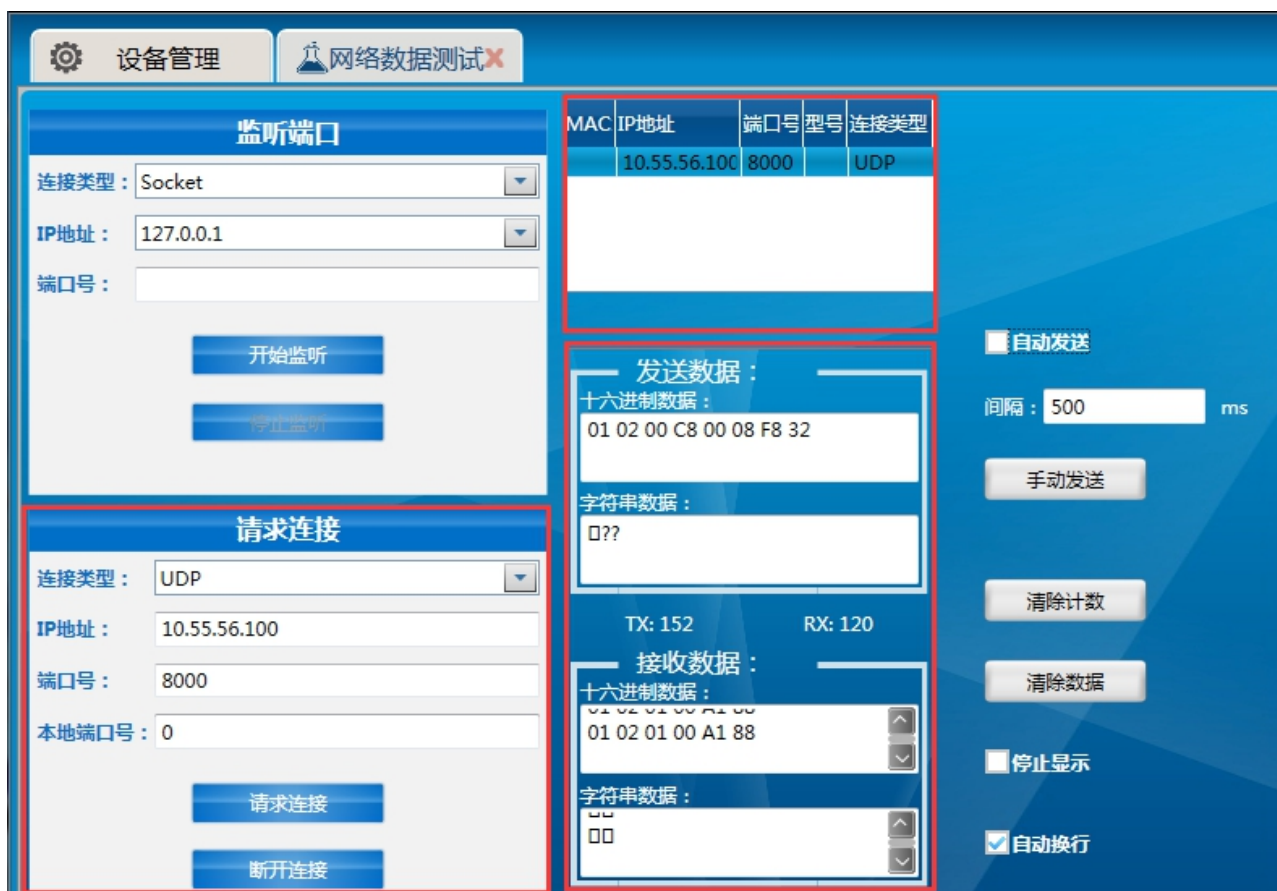 设备管理
网络数据测试
监听端口
连接类型：Socket
IP地址：127.0.0.1
端口号：
开始监听
停止监听
请求连接
连接类型：UDP
IP地址：10.55.56.100
端口号：8000
本地端口号：0
请求连接
断开连接
MAC IP地址 端口号 型号 连接类型
10.55.56.100 8000 UDP
发送数据：
十六进制数据：
01 02 00 C8 00 08 F8 32
字符串数据：
□??
TX: 152 RX: 120
接收数据：
十六进制数据：
01 02 01 00 A1 88
01 02 01 00 A1 88
字符串数据：
□□
□□
自动发送
间隔：500 ms
手动发送
清除计数
清除数据
停止显示
自动换行